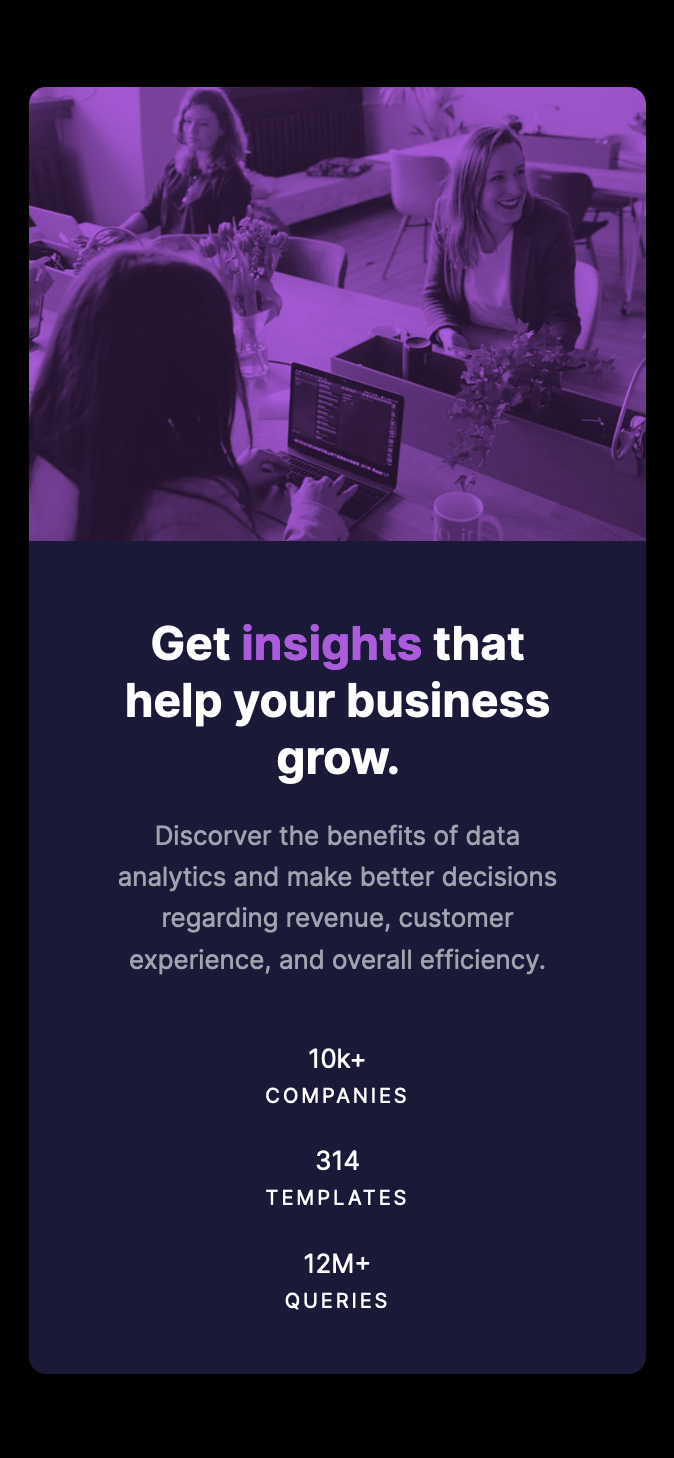 Get insights that
help your business
grow.
Discorver the benefits of data
analytics and make better decisions
regarding revenue, customer
experience, and overall efficiency.
10k+
COMPANIES
314
TEMPLATES
12M+
QUERIES